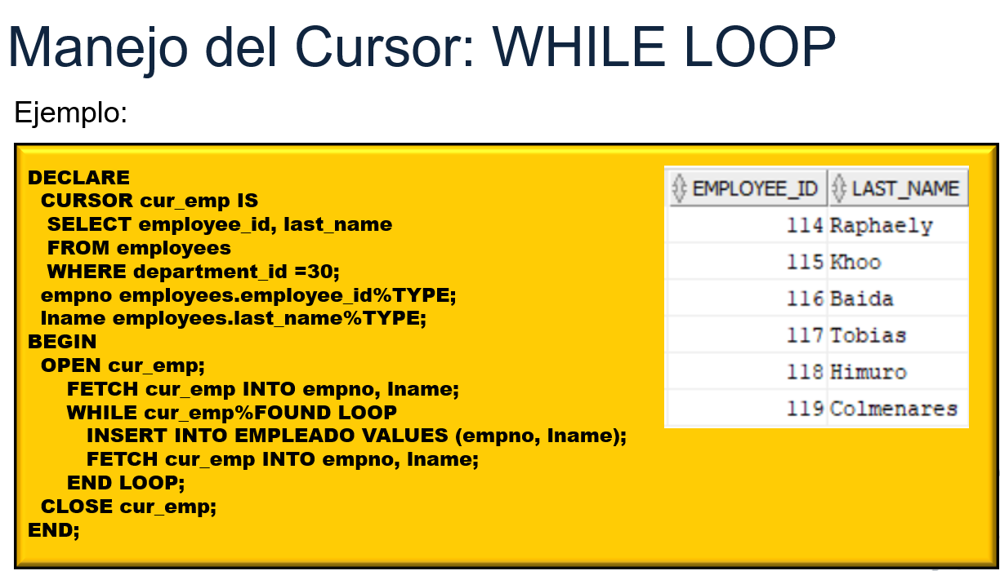 Manejo del Cursor: WHILE LOOP
Ejemplo:
DECLARE
CURSOR cur_emp IS
SELECT employee_id, last_name
FROM employees
WHERE department_id =30;
empno employees.employee_id%TYPE;
lname employees.last_name%TYPE;
BEGIN
OPEN cur_emp;
FETCH cur_emp INTO empno, lname;
WHILE cur_emp%FOUND LOOP
INSERT INTO EMPLEADO VALUES (empno, lname);
FETCH cur_emp INTO empno, lname;
END LOOP;
CLOSE cur_emp;
END;
EMPLOYEE_ID LAST_NAME
114 Raphaely
115 Khoo
116 Baida
117 Tobias
118 Himuro
119 Colmenares